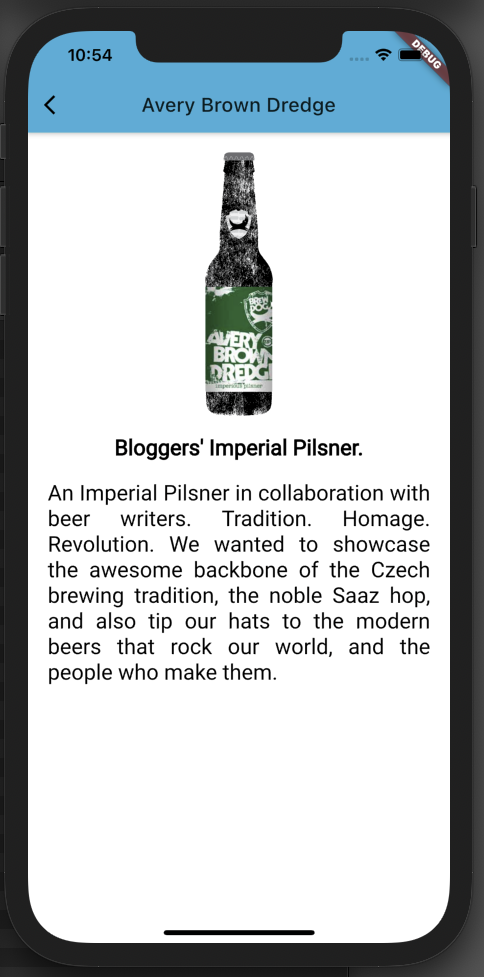 10:54
DEBUG
Avery Brown Dredge
BREW
DOG
AVERY
BROWN
DREDGE
imperial pilsner
Bloggers' Imperial Pilsner.
An Imperial Pilsner in collaboration with
beer writers. Tradition. Homage.
Revolution. We wanted to showcase
the awesome backbone of the Czech
brewing tradition, the noble Saaz hop,
and also tip our hats to the modern
beers that rock our world, and the
people who make them.